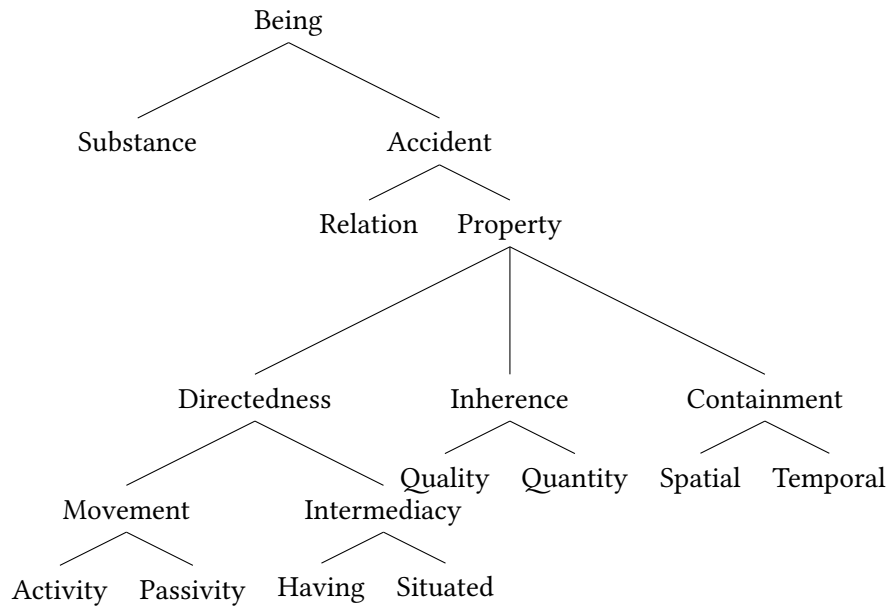 Being
Substance Accident
Relation Property
Directedness Inherence Containment
Quality Quantity Spatial Temporal
Movement Intermediacy
Activity Passivity Having Situated